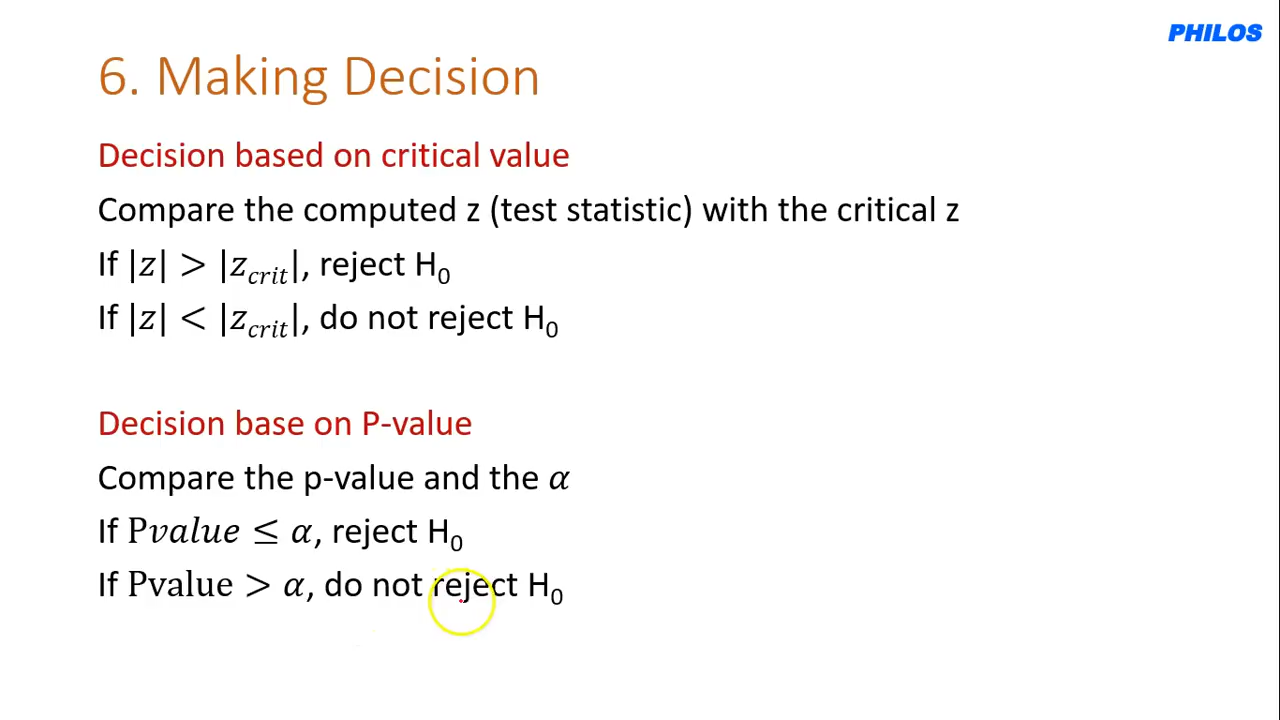 PHILOS
6. Making Decision
Decision based on critical value
Compare the computed z (test statistic) with the critical z
If |z| > |z_crit|, reject H₀
If |z| < |z_crit|, do not reject H₀
Decision base on P-value
Compare the p-value and the α
If Pvalue ≤ α, reject H₀
If Pvalue > α, do not reject H₀